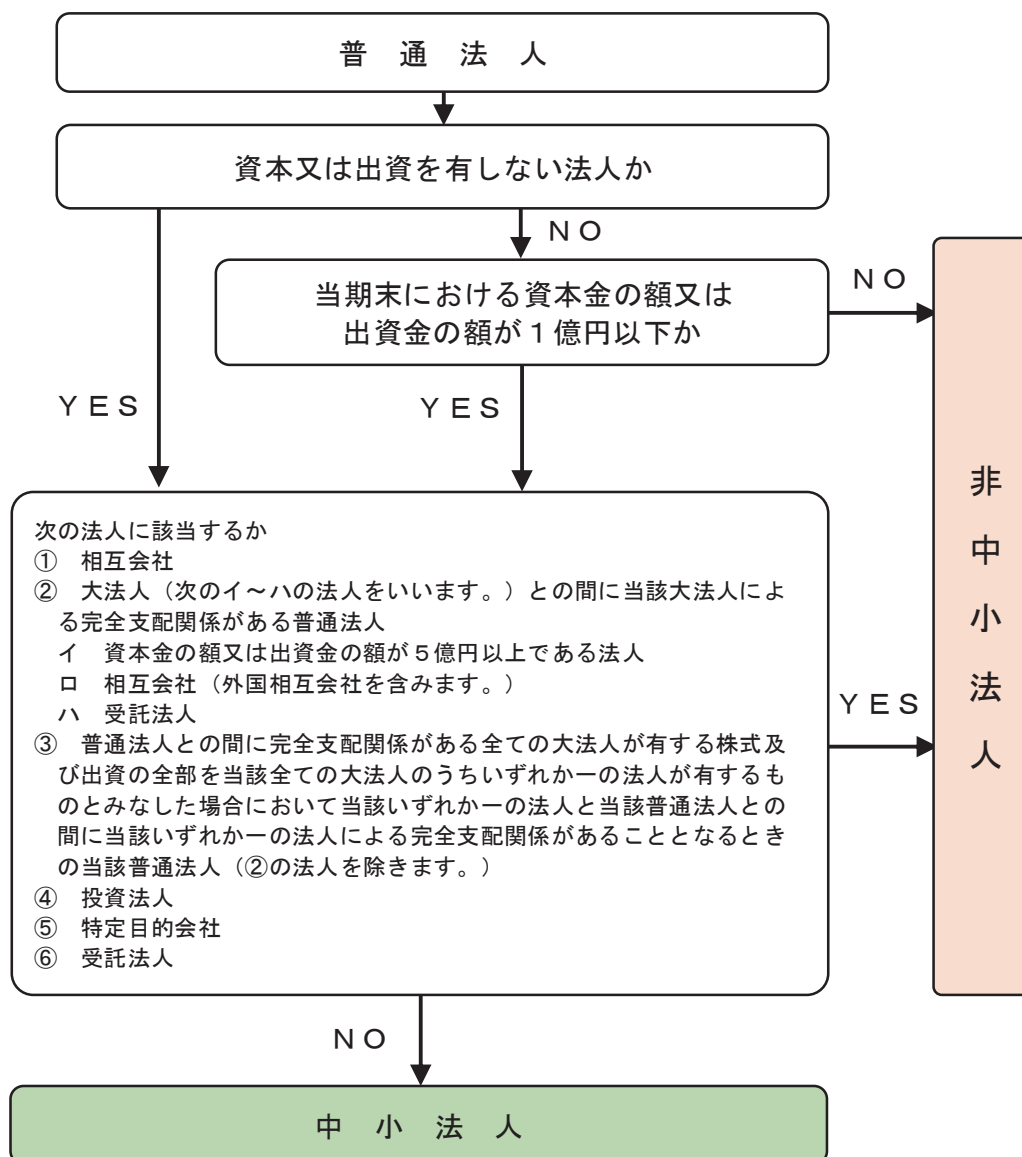 普通法人
資本又は出資を有しない法人か
NO
当期末における資本金の額又は
出資金の額が1億円以下か
NO
YES
YES
次の法人に該当するか
① 相互会社
② 大法人(次のイ～ハの法人をいいます。)との間に当該大法人によ
る完全支配関係がある普通法人
イ 資本金の額又は出資金の額が5億円以上である法人
ロ 相互会社(外国相互会社を含みます。)
ハ 受託法人
③ 普通法人との間に完全支配関係がある全ての大法人が有する株式及
び出資の全部を当該全ての大法人のうちいずれか一の法人が有するも
のとみなした場合において当該いずれか一の法人と当該普通法人との
間に当該いずれか一の法人による完全支配関係があることとなるとき
の当該普通法人(②の法人を除きます。)
④ 投資法人
⑤ 特定目的会社
⑥ 受託法人
YES
非中小法人
NO
中小法人